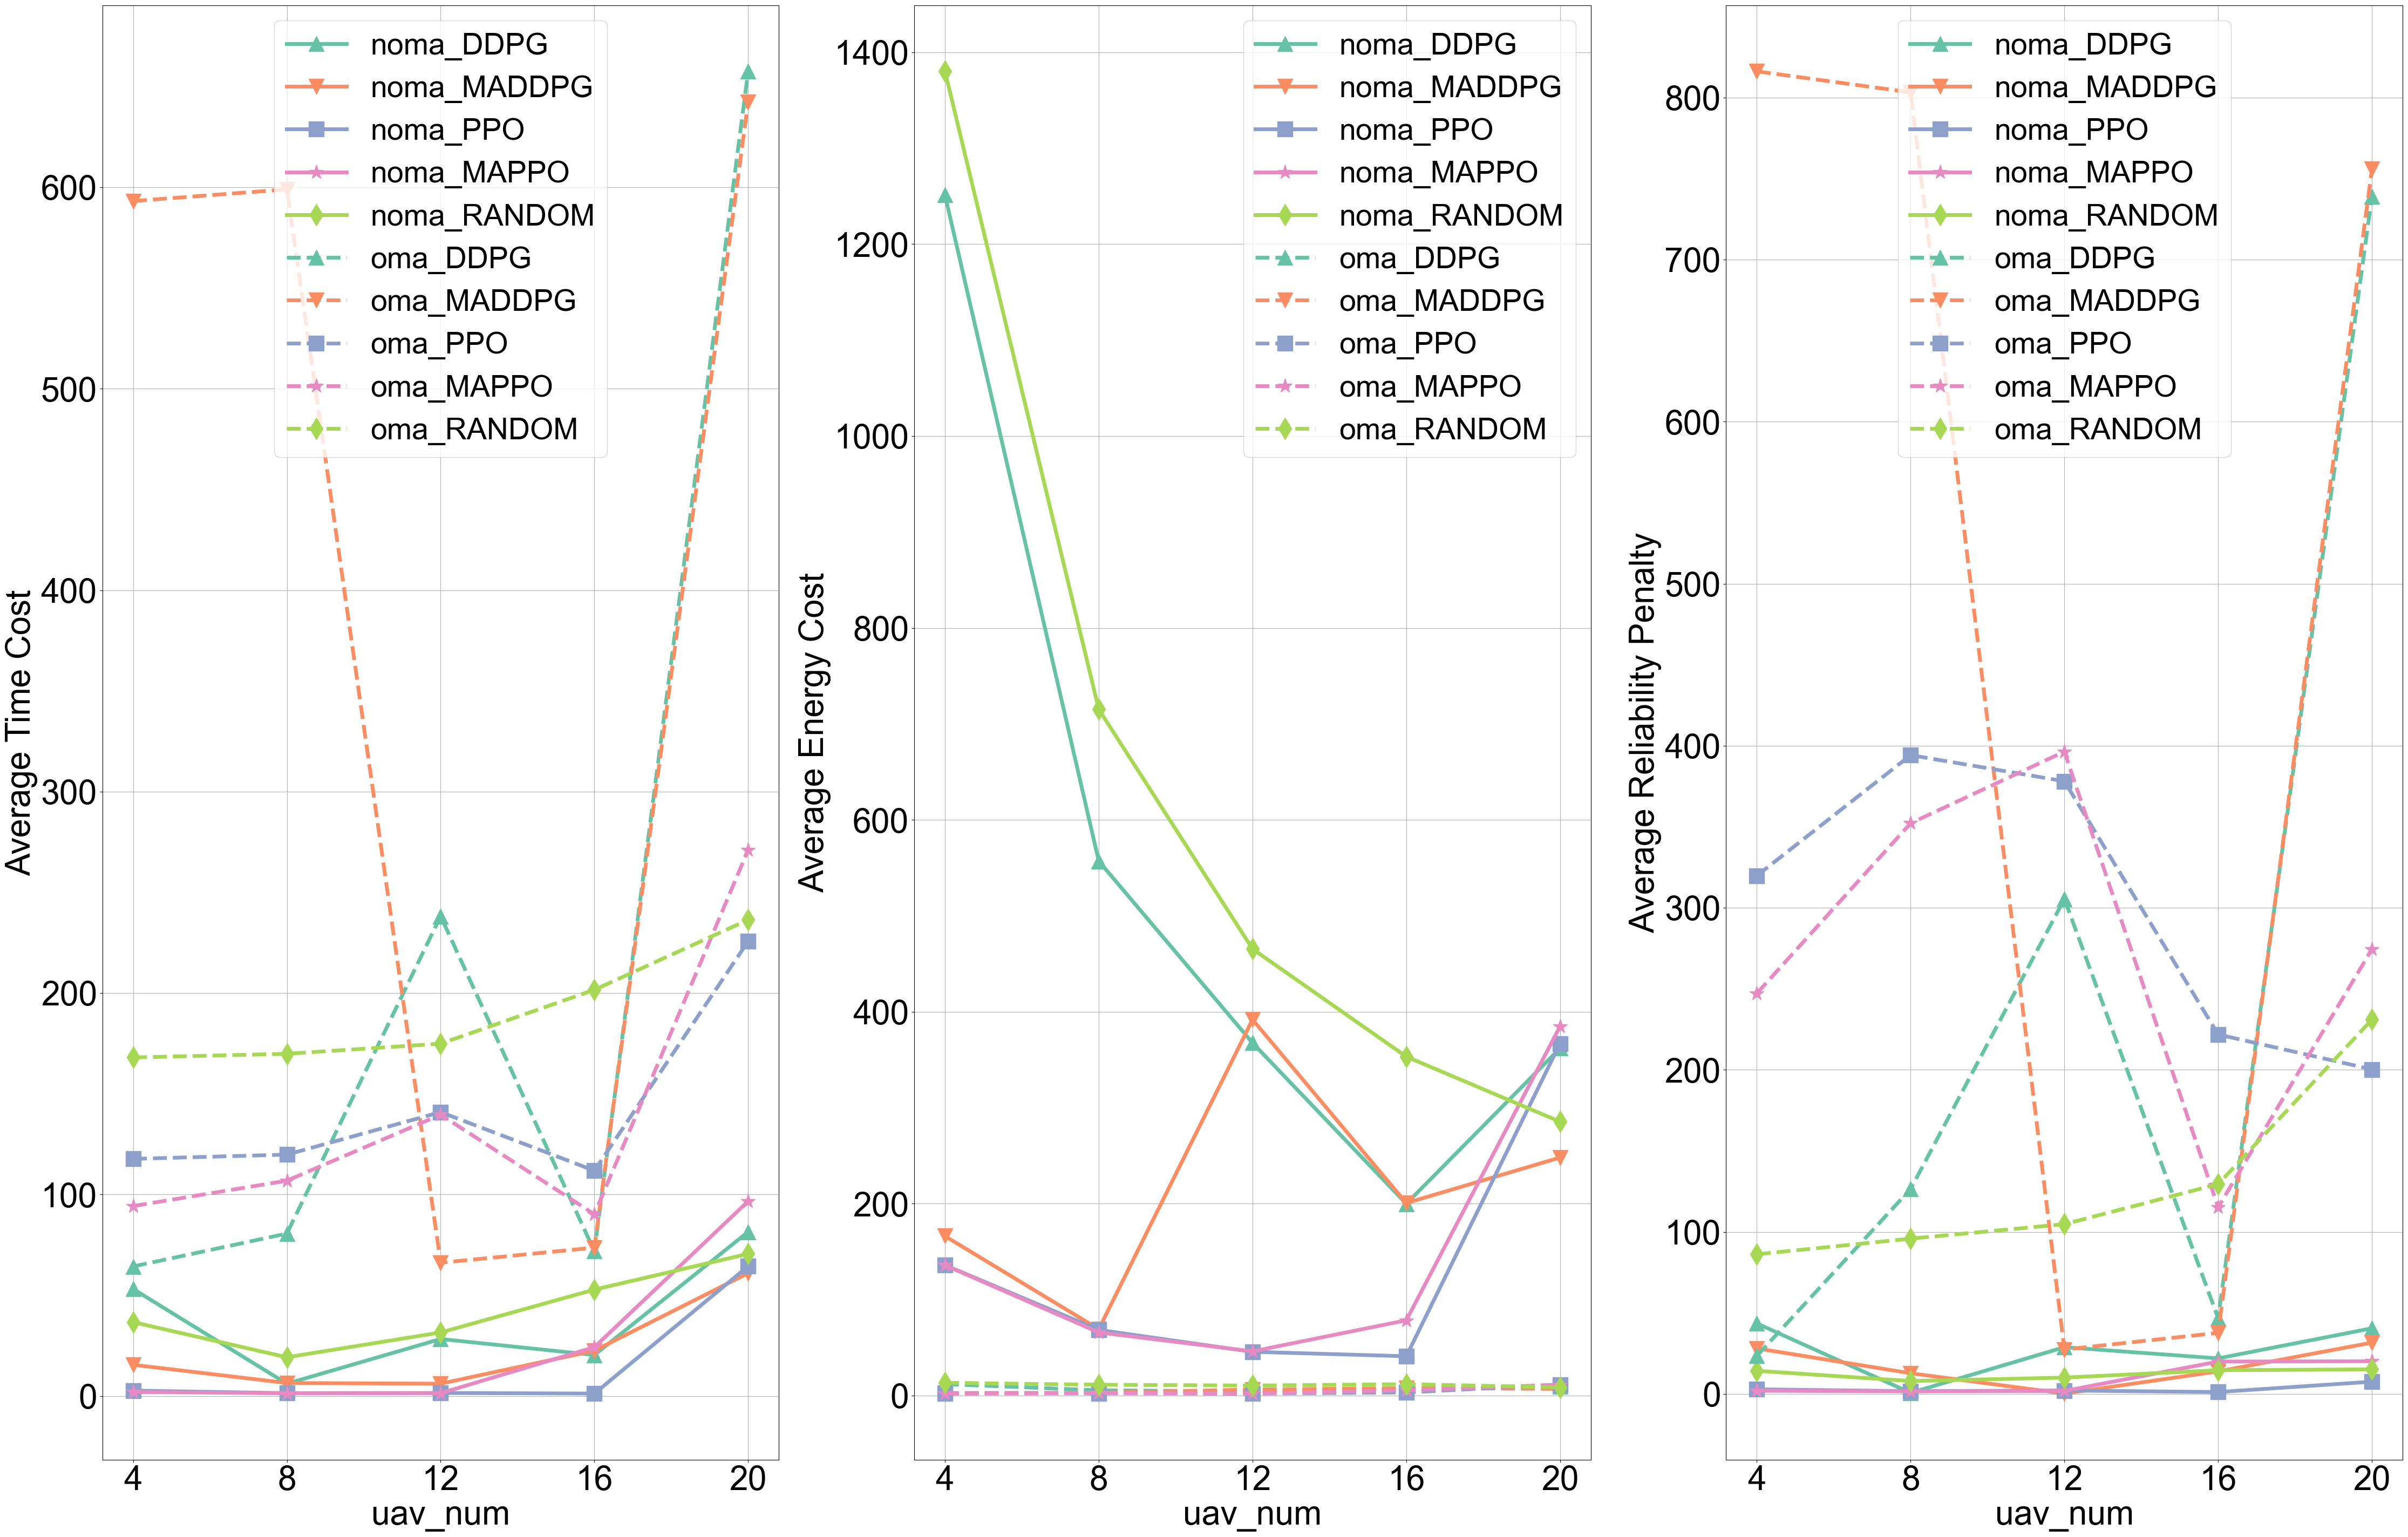 Average Time Cost
600
500
400
300
200
100
0
noma_DDPG
noma_MADDPG
noma_PPO
noma_MAPPO
noma_RANDOM
oma_DDPG
oma_MADDPG
oma_PPO
oma_MAPPO
oma_RANDOM
4 8 12 16 20
uav_num
Average Energy Cost
1400
1200
1000
800
600
400
200
0
noma_DDPG
noma_MADDPG
noma_PPO
noma_MAPPO
noma_RANDOM
oma_DDPG
oma_MADDPG
oma_PPO
oma_MAPPO
oma_RANDOM
4 8 12 16 20
uav_num
Average Reliability Penalty
800
700
600
500
400
300
200
100
0
noma_DDPG
noma_MADDPG
noma_PPO
noma_MAPPO
noma_RANDOM
oma_DDPG
oma_MADDPG
oma_PPO
oma_MAPPO
oma_RANDOM
4 8 12 16 20
uav_num